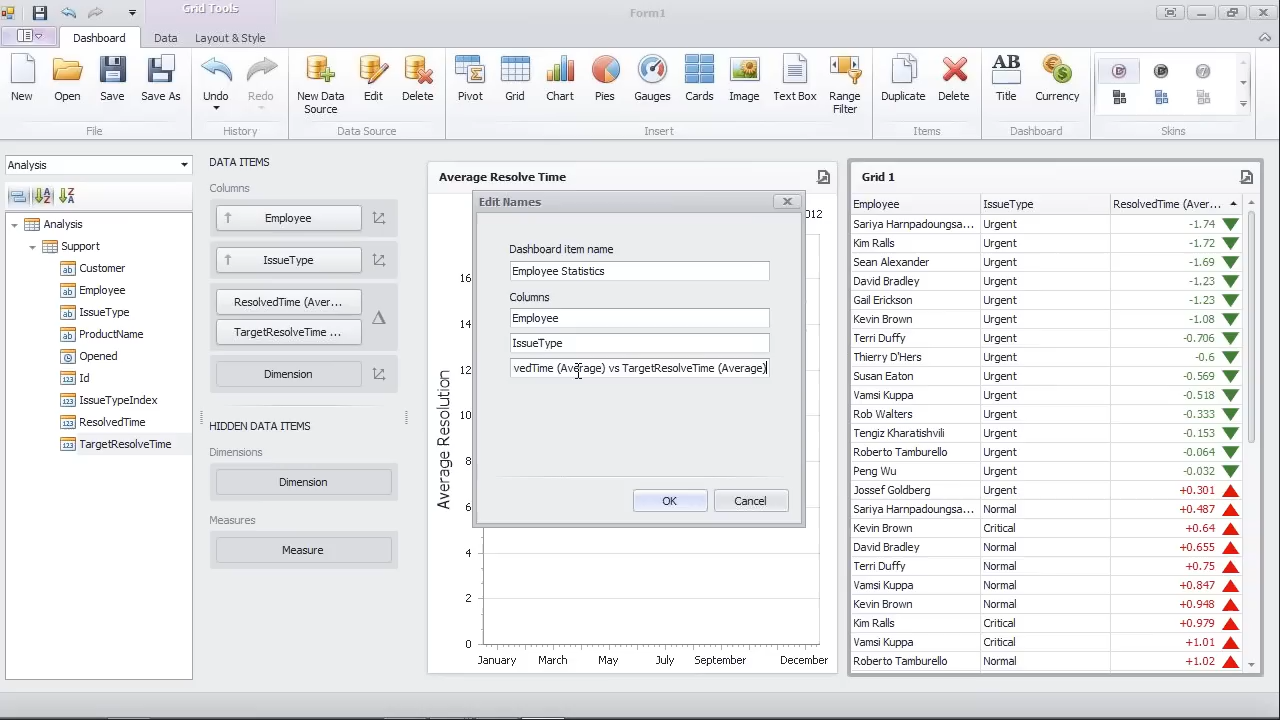 Grid Tools
Form1
Dashboard
Data
Layout & Style
New
Open
Save
Save As
Undo
Redo
New Data
Source
Edit
Delete
Pivot
Grid
Chart
Pies
Gauges
Cards
Image
Text Box
Range
Filter
Duplicate
Delete
AB
Title
Currency
File
History
Data Source
Insert
Items
Dashboard
Skins
Analysis
Analysis
Support
ab Customer
ab Employee
ab IssueType
ab ProductName
Opened
123 Id
123 IssueTypeIndex
123 ResolvedTime
123 TargetResolveTime
DATA ITEMS
Columns
Employee
IssueType
ResolvedTime (Aver...
TargetResolveTime ...
Dimension
HIDDEN DATA ITEMS
Dimensions
Dimension
Measures
Measure
Average Resolve Time
012
Average Resolution
16
14
12
10
8
6
4
2
0
January
March
May
July
September
December
Edit Names
Dashboard item name
Employee Statistics
Columns
Employee
IssueType
vedTime (Average) vs TargetResolveTime (Average)
OK
Cancel
Grid 1
Employee IssueType ResolvedTime (Aver...
Sariya Harnpadoungsa... Urgent -1.74
Kim Ralls Urgent -1.72
Sean Alexander Urgent -1.69
David Bradley Urgent -1.23
Gail Erickson Urgent -1.23
Kevin Brown Urgent -1.08
Terri Duffy Urgent -0.706
Thierry D'Hers Urgent -0.6
Susan Eaton Urgent -0.569
Vamsi Kuppa Urgent -0.518
Rob Walters Urgent -0.333
Tengiz Kharatishvili Urgent -0.153
Roberto Tamburello Urgent -0.064
Peng Wu Urgent -0.032
Jossef Goldberg Urgent +0.301
Sariya Harnpadoungsa... Normal +0.487
Kevin Brown Critical +0.64
David Bradley Normal +0.655
Terri Duffy Normal +0.75
Vamsi Kuppa Normal +0.847
Kevin Brown Normal +0.948
Kim Ralls Critical +0.979
Vamsi Kuppa Critical +1.01
Roberto Tamburello Normal +1.02